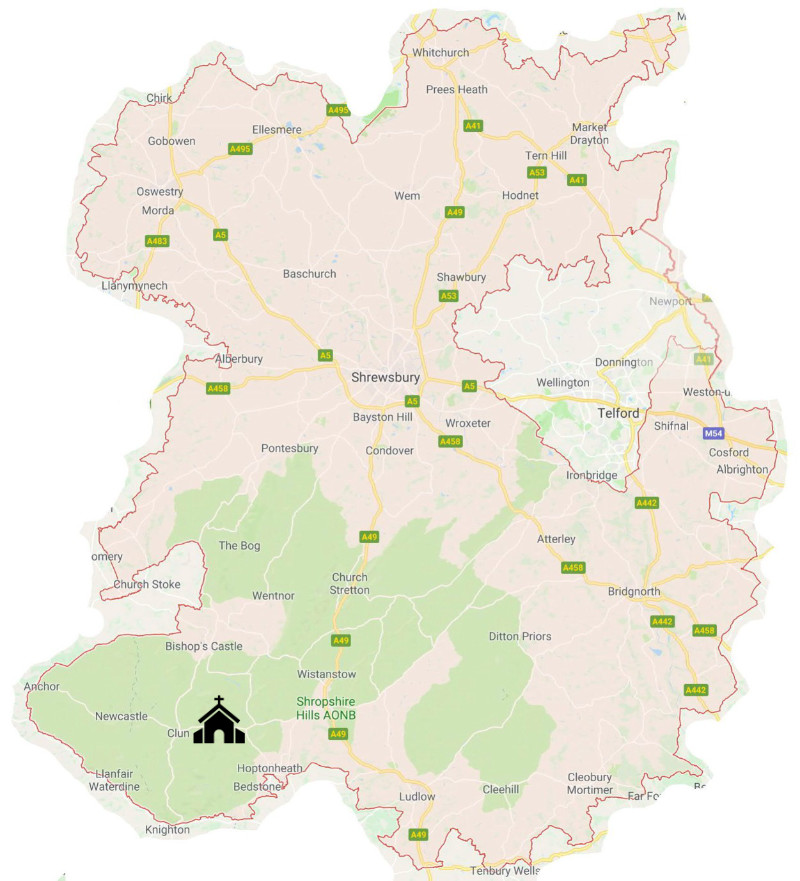 M
Whitchurch
Prees Heath
Chirk
A495
Ellesmere
A41
Market
Drayton
Gobowen
A495
Tern Hill
A53
A41
Oswestry
Wem
Hodnet
Morda
A49
A5
A483
Baschurch
Shawbury
Llanymynech
A53
Newport
Alberbury
A5
A41
Donnington
Shrewsbury
Wellington
A458
A5
Weston-u
A5
Telford
Bayston Hill
Wroxeter
Shifnal
M54
A458
Pontesbury
Condover
Cosford
Albrighton
Ironbridge
A442
A49
The Bog
Atterley
omery
A458
Church Stoke
Church
Stretton
Wentnor
Bridgnorth
A442
A458
Bishop's Castle
A49
Ditton Priors
Wistanstow
Anchor
A442
Shropshire
Hills AONB
Newcastle
Clun
A49
Hoptonheath
Llanfair
Waterdine
Bedstone
Cleobury
Mortimer
Ludlow
Cleehill
Far Fo
Knighton
A49
Tenbury Wells